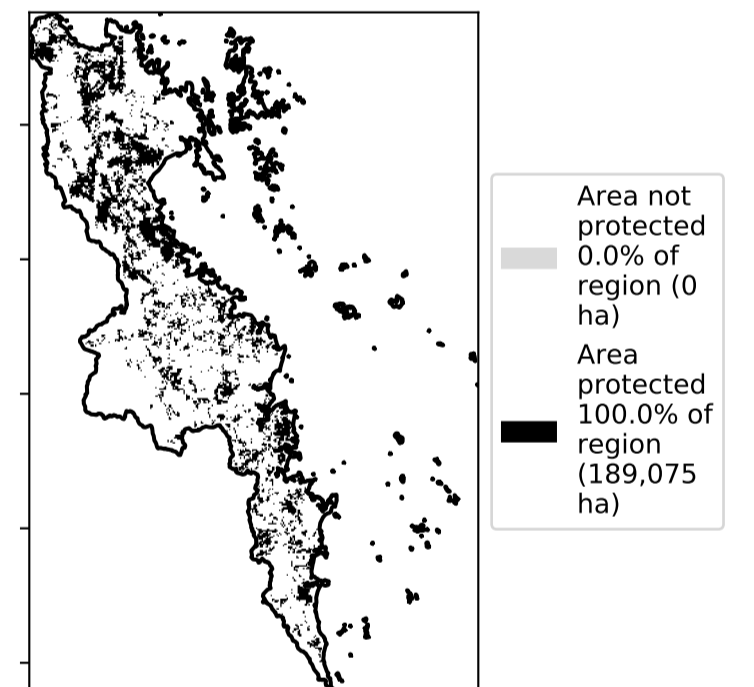 Area not
protected
0.0% of
region (0
ha)
Area
protected
100.0% of
region
(189,075
ha)